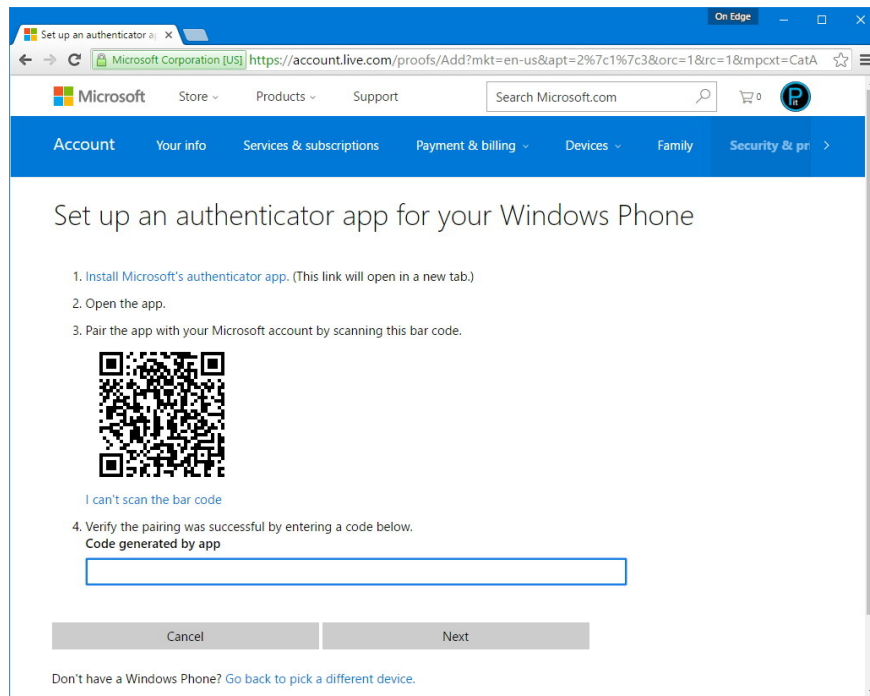 On Edge
Set up an authenticator a
Microsoft Corporation [US] https://account.live.com/proofs/Add?mkt=en-us&apt=2%7c1%7c3&orc=1&rc=1&mpcxt=CatA
Microsoft Store Products Support Search Microsoft.com 0 Pit
Account Your info Services & subscriptions Payment & billing Devices Family Security & pr
Set up an authenticator app for your Windows Phone
1. Install Microsoft's authenticator app. (This link will open in a new tab.)
2. Open the app.
3. Pair the app with your Microsoft account by scanning this bar code.
I can't scan the bar code
4. Verify the pairing was successful by entering a code below.
Code generated by app
Cancel Next
Don't have a Windows Phone? Go back to pick a different device.